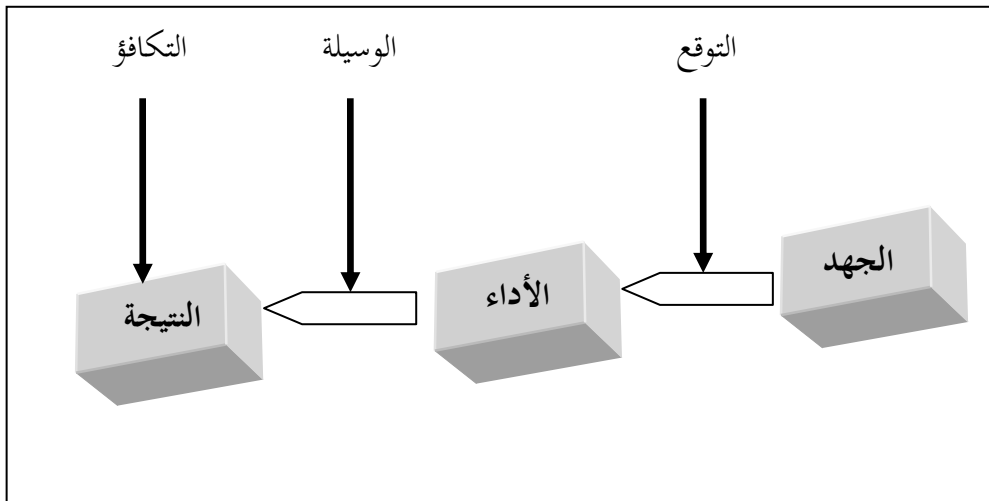 التوقع
الوسيلة
التكافؤ
الجهد
الأداء
النتيجة